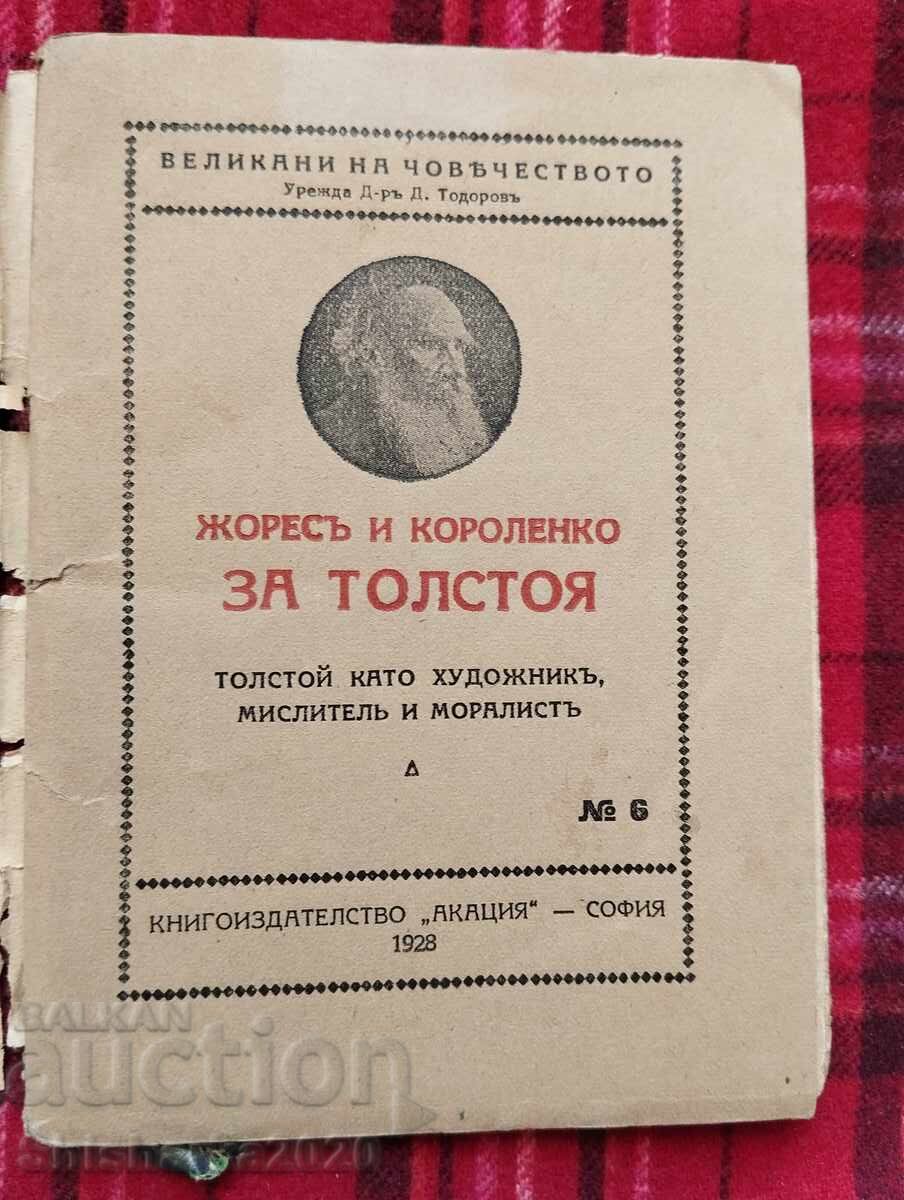 ВЕЛИКАНИ НА ЧОВѢЧЕСТВОТО
Урежда Д-ръ Д. Тодоровъ
ЖОРЕСЪ И КОРОЛЕНКО
ЗА ТОЛСТОЯ
ТОЛСТОЙ КАТО ХУДОЖНИКЪ,
МИСЛИТЕЛЬ И МОРАЛИСТЪ
№ 6
КНИГОИЗДАТЕЛСТВО „АКАЦИЯ" — СОФИЯ
1928
BALKAN
auction